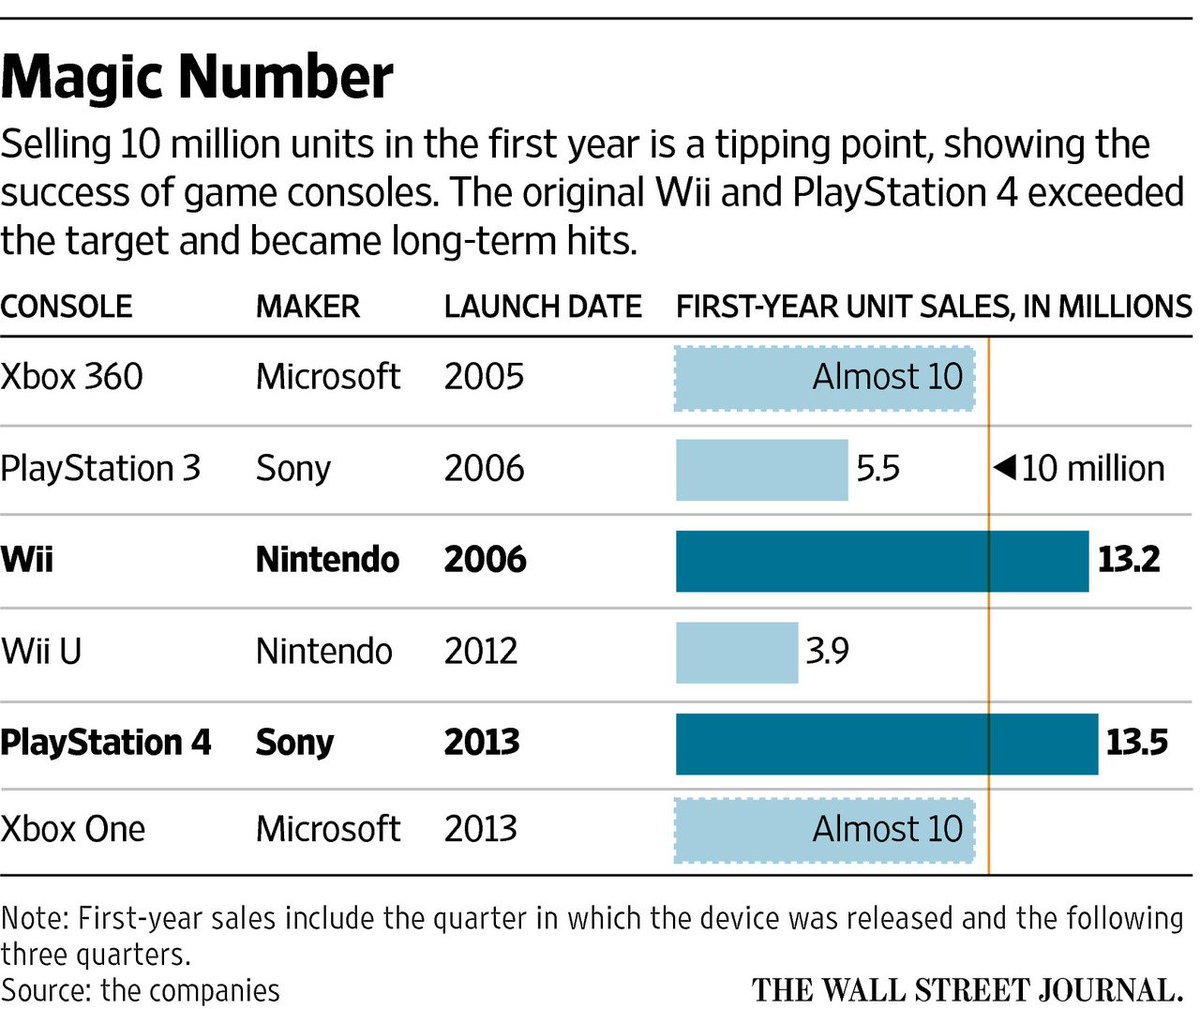 Magic Number
Selling 10 million units in the first year is a tipping point, showing the
success of game consoles. The original Wii and PlayStation 4 exceeded
the target and became long-term hits.
CONSOLE MAKER LAUNCH DATE FIRST-YEAR UNIT SALES, IN MILLIONS
Xbox 360 Microsoft 2005 Almost 10
PlayStation 3 Sony 2006 5.5 ◀10 million
Wii Nintendo 2006 13.2
Wii U Nintendo 2012 3.9
PlayStation 4 Sony 2013 13.5
Xbox One Microsoft 2013 Almost 10
Note: First-year sales include the quarter in which the device was released and the following
three quarters.
Source: the companies THE WALL STREET JOURNAL.